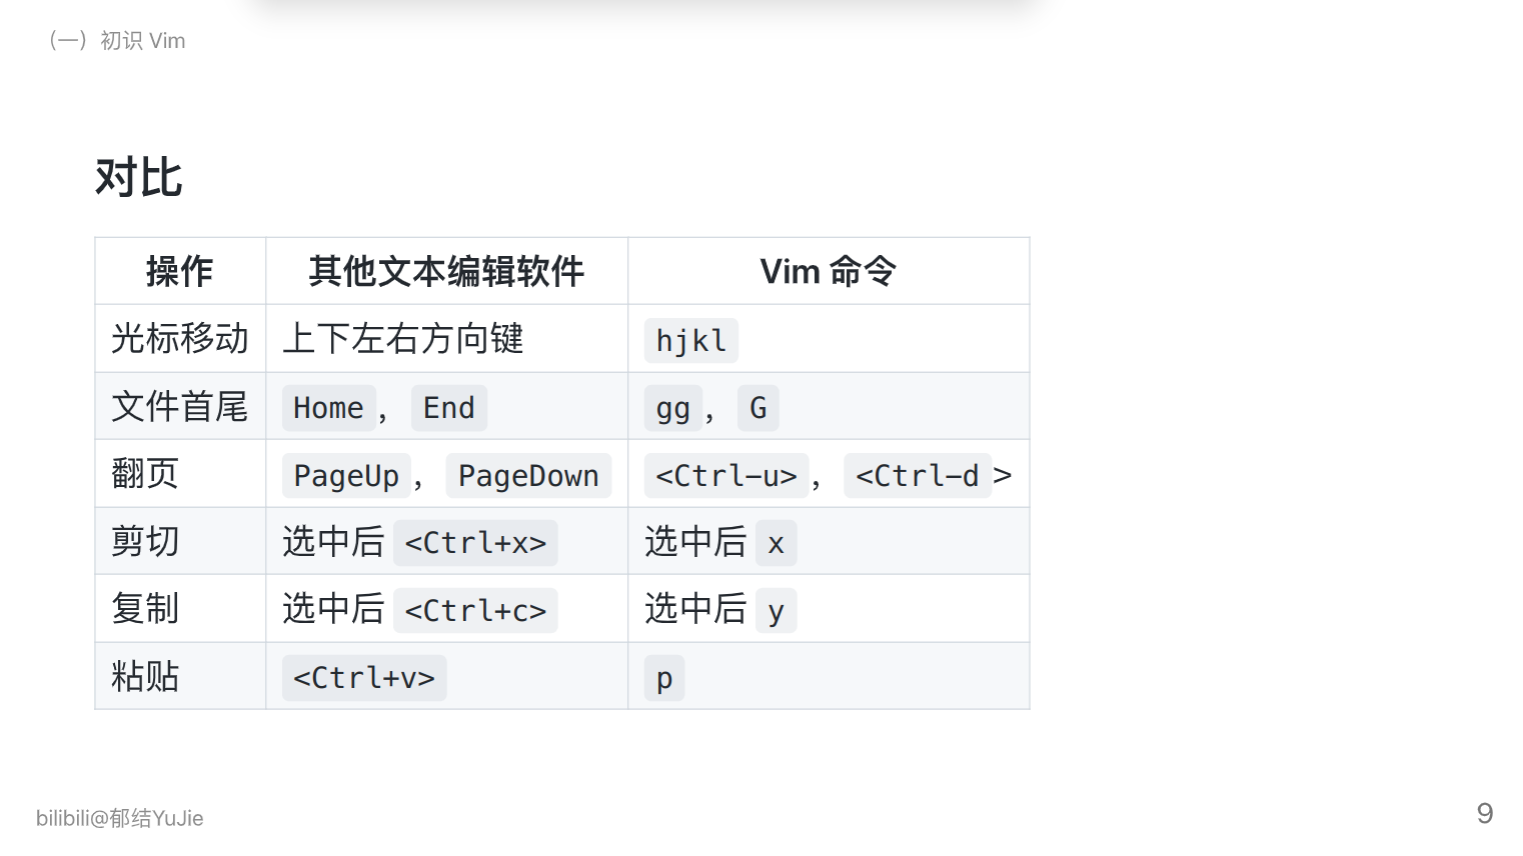 （一）初识 Vim
对比
操作 其他文本编辑软件 Vim 命令
光标移动 上下左右方向键 hjkl
文件首尾 Home， End gg， G
翻页 PageUp， PageDown <Ctrl-u>， <Ctrl-d>
剪切 选中后 <Ctrl+x> 选中后 x
复制 选中后 <Ctrl+c> 选中后 y
粘贴 <Ctrl+v> p
bilibili@郁结YuJie 9